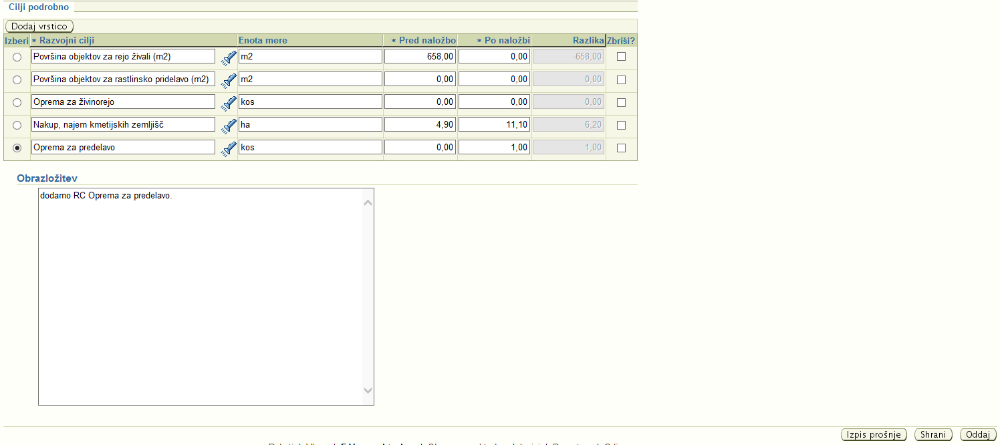 Cilji podrobno
Dodaj vrstico
Izberi * Razvojni cilji Enota mere * Pred naložbo * Po naložbi Razlika Zbriši?
Površina objektov za rejo živali (m2) m2 658,00 0,00 -658,00
Površina objektov za rastlinsko pridelavo (m2) m2 0,00 0,00 0,00
Oprema za živinorejo kos 0,00 0,00 0,00
Nakup, najem kmetijskih zemljišč ha 4,90 11,10 6,20
Oprema za predelavo kos 0,00 1,00 1,00
Obrazložitev
dodamo RC Oprema za predelavo.
Izpis prošnje Shrani Oddaj